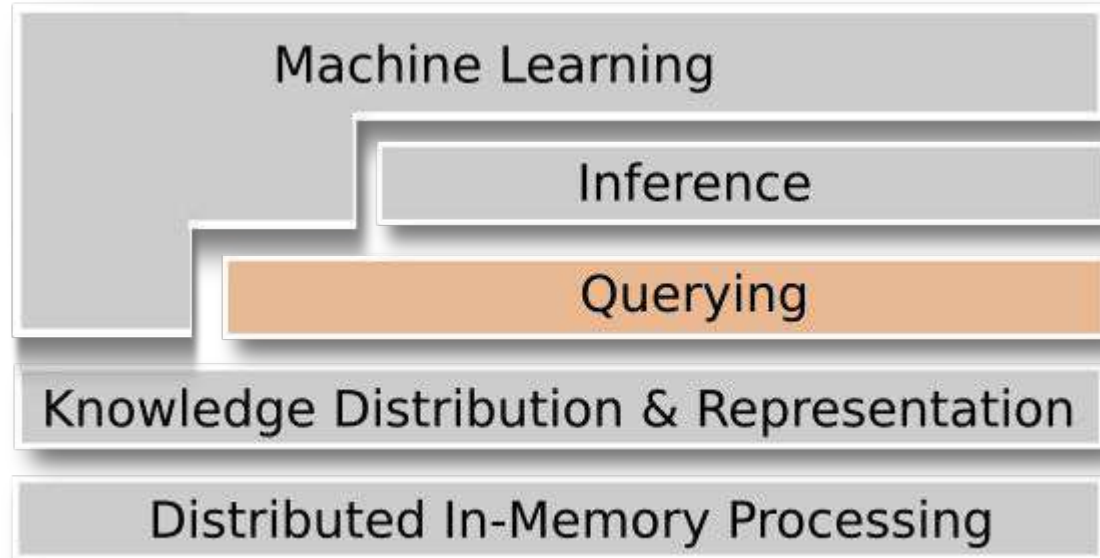 Machine Learning
Inference
Querying
Knowledge Distribution & Representation
Distributed In-Memory Processing